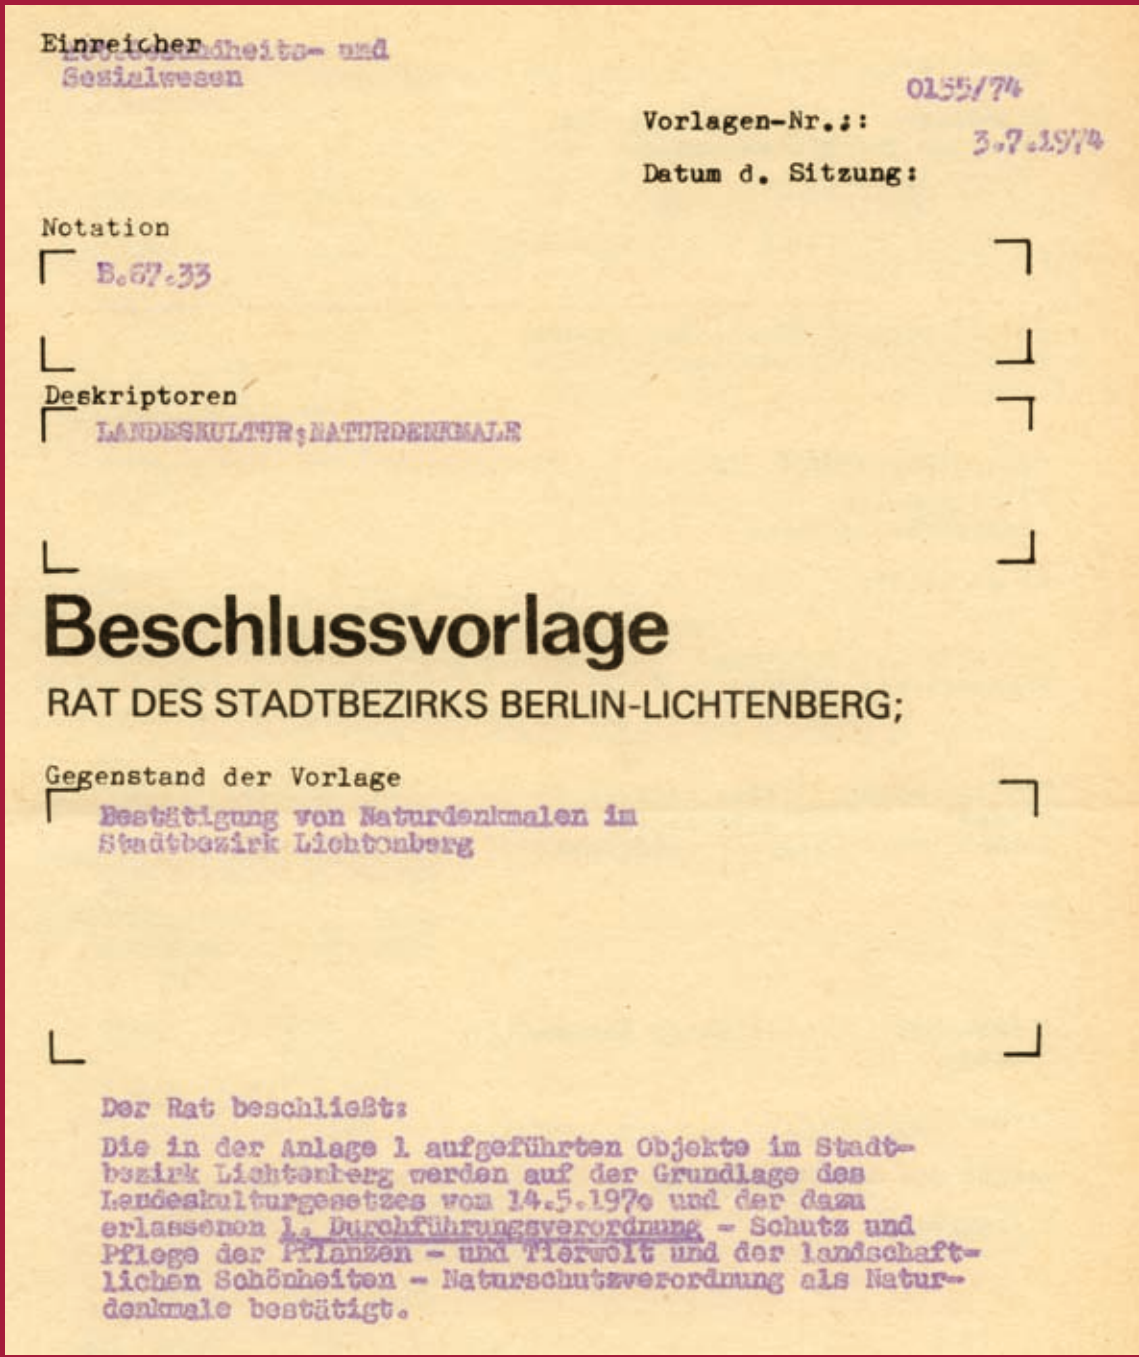 Einreicher
Gesundheits- und
Sozialwesen
0155/74
Vorlagen-Nr.;:
3.7.1974
Datum d. Sitzung:
Notation
B.67.33
Deskriptoren
LANDESKULTUR;NATURDENKMALE
Beschlussvorlage
RAT DES STADTBEZIRKS BERLIN-LICHTENBERG;
Gegenstand der Vorlage
Bestätigung von Naturdenkmalen im
Stadtbezirk Lichtenberg
Der Rat beschließt:
Die in der Anlage 1 aufgeführten Objekte im Stadt-
bezirk Lichtenberg werden auf der Grundlage des
Landeskulturgesetzes vom 14.5.1970 und der dazu
erlassenen 1. Durchführungsverordnung - Schutz und
Pflege der Pflanzen - und Tierwelt und der landschaft-
lichen Schönheiten - Naturschutzverordnung als Natur-
denkmale bestätigt.